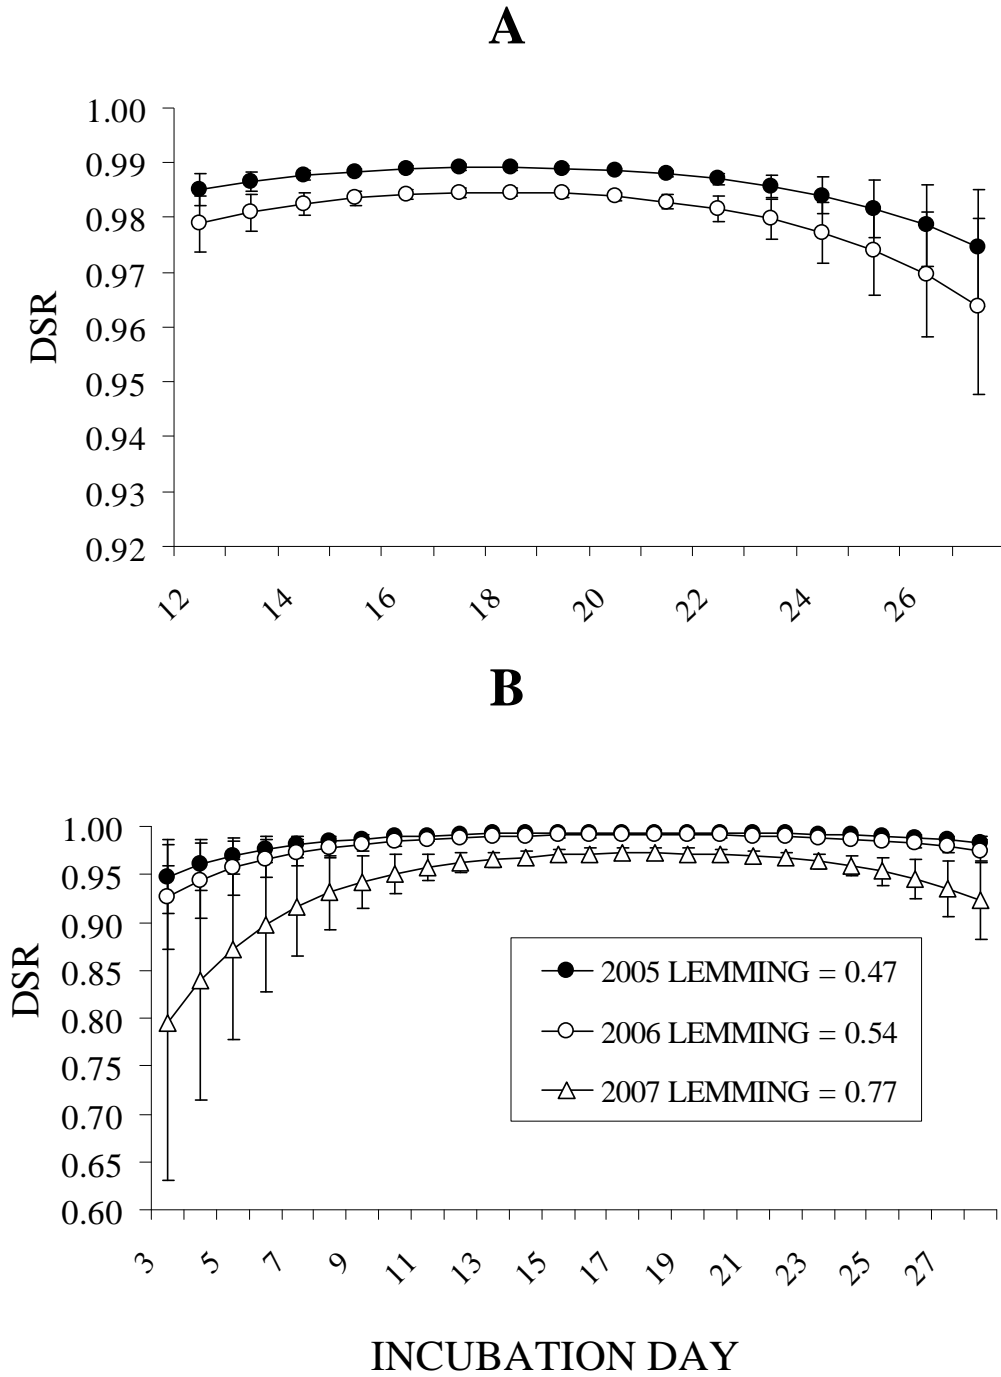 A
1.00
0.99
0.98
0.97
0.96
0.95
0.94
0.93
0.92
DSR
12 14 16 18 20 22 24 26
B
1.00
0.95
0.90
0.85
0.80
0.75
0.70
0.65
0.60
DSR
2005 LEMMING = 0.47
2006 LEMMING = 0.54
2007 LEMMING = 0.77
3 5 7 9 11 13 15 17 19 21 23 25 27
INCUBATION DAY